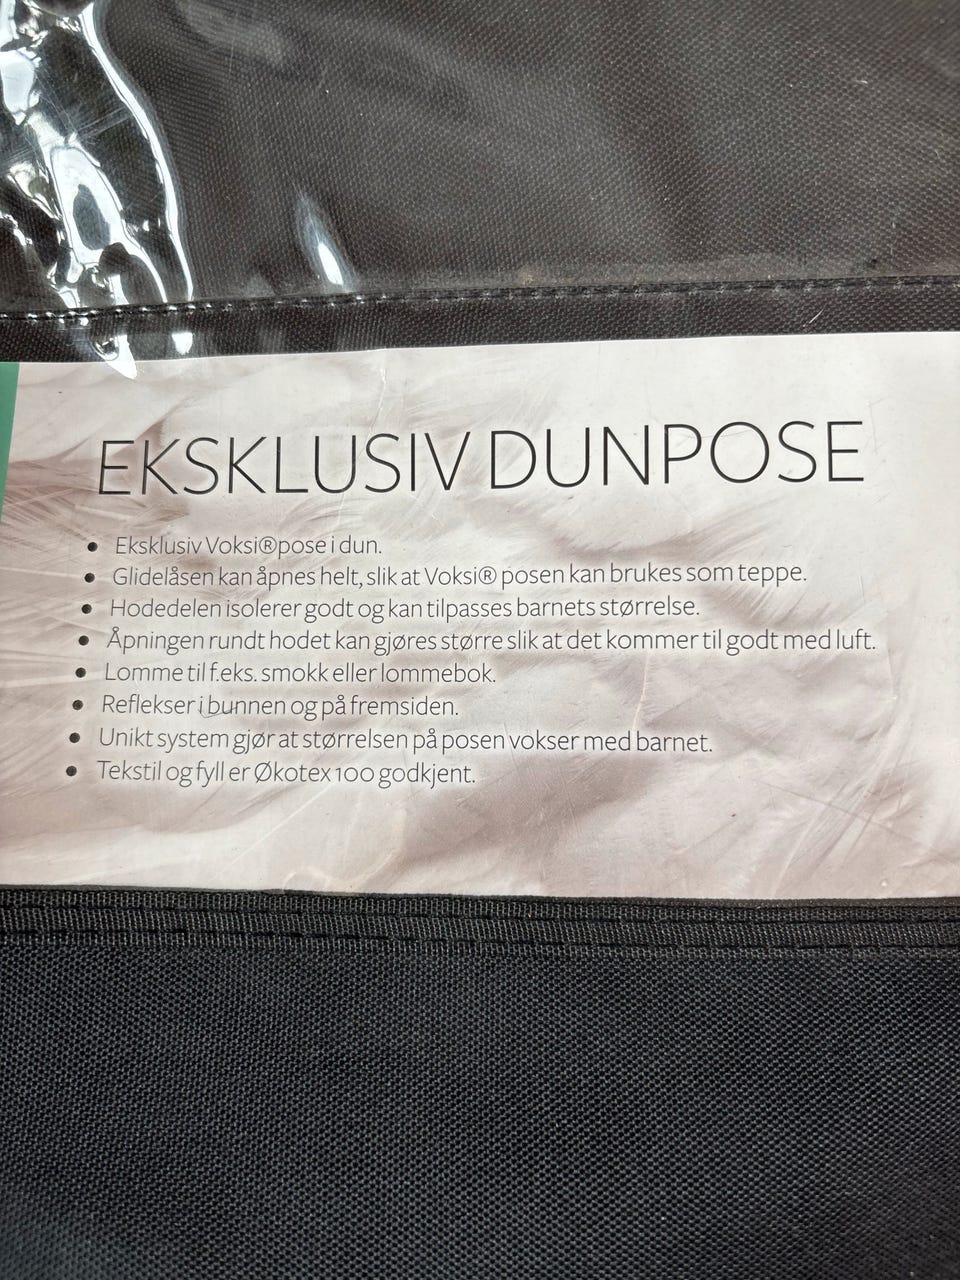 EKSKLUSIV DUNPOSE
• Eksklusiv Voksi®pose i dun.
• Glidelåsen kan åpnes helt, slik at Voksi® posen kan brukes som teppe.
• Hodedelen isolerer godt og kan tilpasses barnets størrelse.
• Åpningen rundt hodet kan gjøres større slik at det kommer til godt med luft.
• Lomme til f.eks. smokk eller lommebok.
• Reflekser i bunnen og på fremsiden.
• Unikt system gjør at størrelsen på posen vokser med barnet.
• Tekstil og fyll er Økotex 100 godkjent.